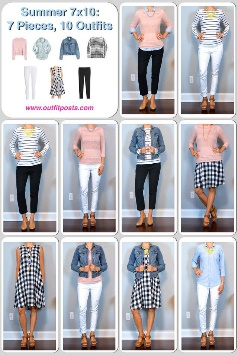 Summer 7x10:
7 Pieces, 10 Outfits
www.outfitposts.com